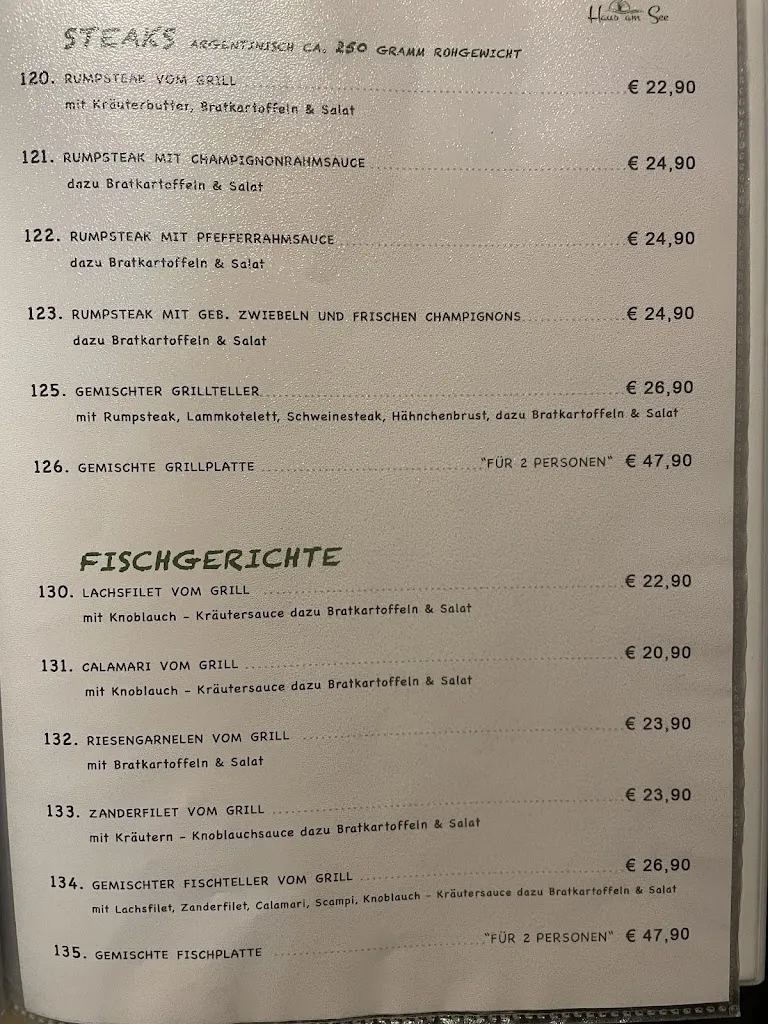 Haus am See
STEAKS ARGENTINISCH CA. 250 GRAMM ROHGEWICHT
120. RUMPSTEAK VOM GRILL € 22,90
mit Kräuterbutter, Bratkartoffeln & Salat
121. RUMPSTEAK MIT CHAMPIGNONRAHMSAUCE € 24,90
dazu Bratkartoffeln & Salat
122. RUMPSTEAK MIT PFEFFERRAHMSAUCE € 24,90
dazu Bratkartoffeln & Salat
123. RUMPSTEAK MIT GEB. ZWIEBELN UND FRISCHEN CHAMPIGNONS € 24,90
dazu Bratkartoffeln & Salat
125. GEMISCHTER GRILLTELLER € 26,90
mit Rumpsteak, Lammkotelett, Schweinesteak, Hähnchenbrust, dazu Bratkartoffeln & Salat
126. GEMISCHTE GRILLPLATTE "FÜR 2 PERSONEN" € 47,90
FISCHGERICHTE
130. LACHSFILET VOM GRILL € 22,90
mit Knoblauch - Kräutersauce dazu Bratkartoffeln & Salat
131. CALAMARI VOM GRILL € 20,90
mit Knoblauch - Kräutersauce dazu Bratkartoffeln & Salat
132. RIESENGARNELEN VOM GRILL € 23,90
mit Bratkartoffeln & Salat
133. ZANDERFILET VOM GRILL € 23,90
mit Kräutern - Knoblauchsauce dazu Bratkartoffeln & Salat
134. GEMISCHTER FISCHTELLER VOM GRILL € 26,90
mit Lachsfilet, Zanderfilet, Calamari, Scampi, Knoblauch - Kräutersauce dazu Bratkartoffeln & Salat
135. GEMISCHTE FISCHPLATTE "FÜR 2 PERSONEN" € 47,90